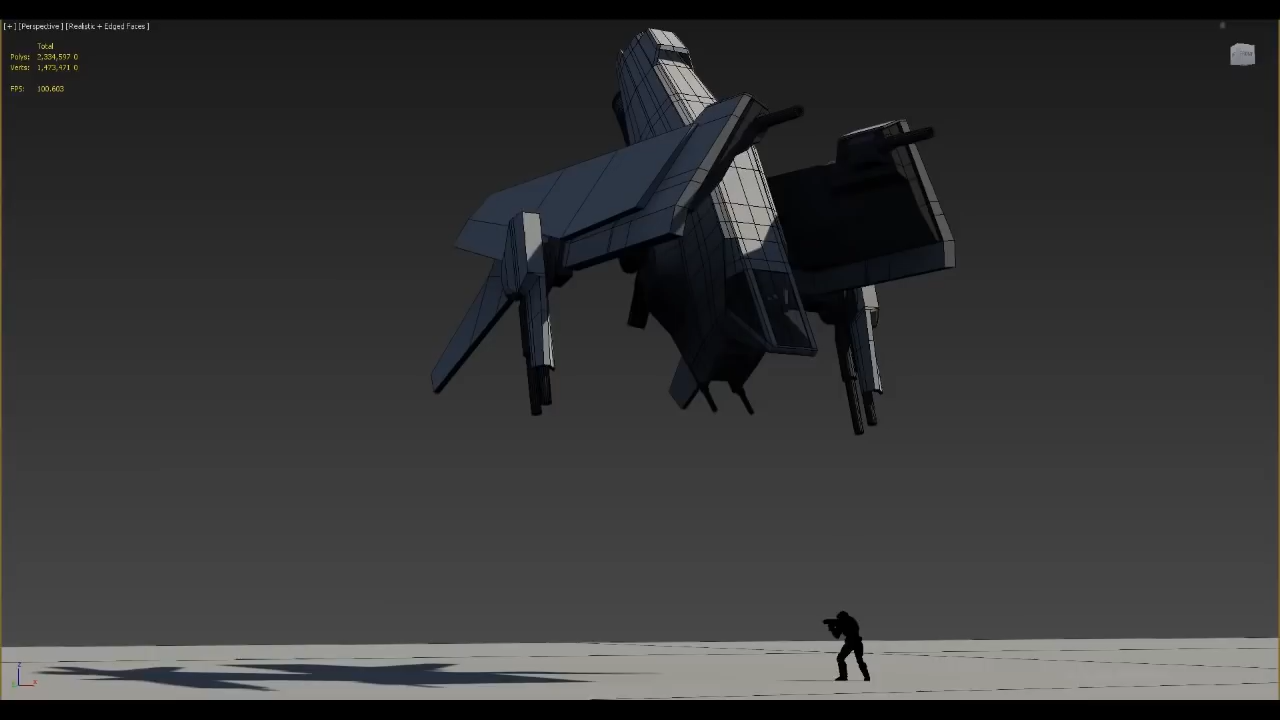 [+] [Perspective] [Realistic + Edged Faces]
Total
Polys: 2,334,597 0
Verts: 1,473,471 0
FPS: 100.603
z
x